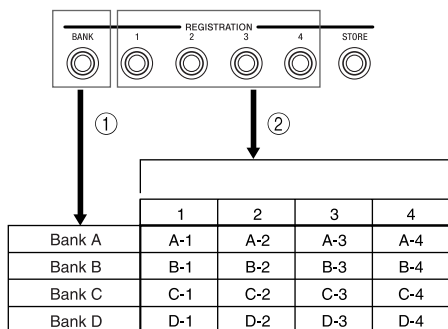 REGISTRATION
BANK 1 2 3 4 STORE
① ②
1 2 3 4
Bank A A-1 A-2 A-3 A-4
Bank B B-1 B-2 B-3 B-4
Bank C C-1 C-2 C-3 C-4
Bank D D-1 D-2 D-3 D-4